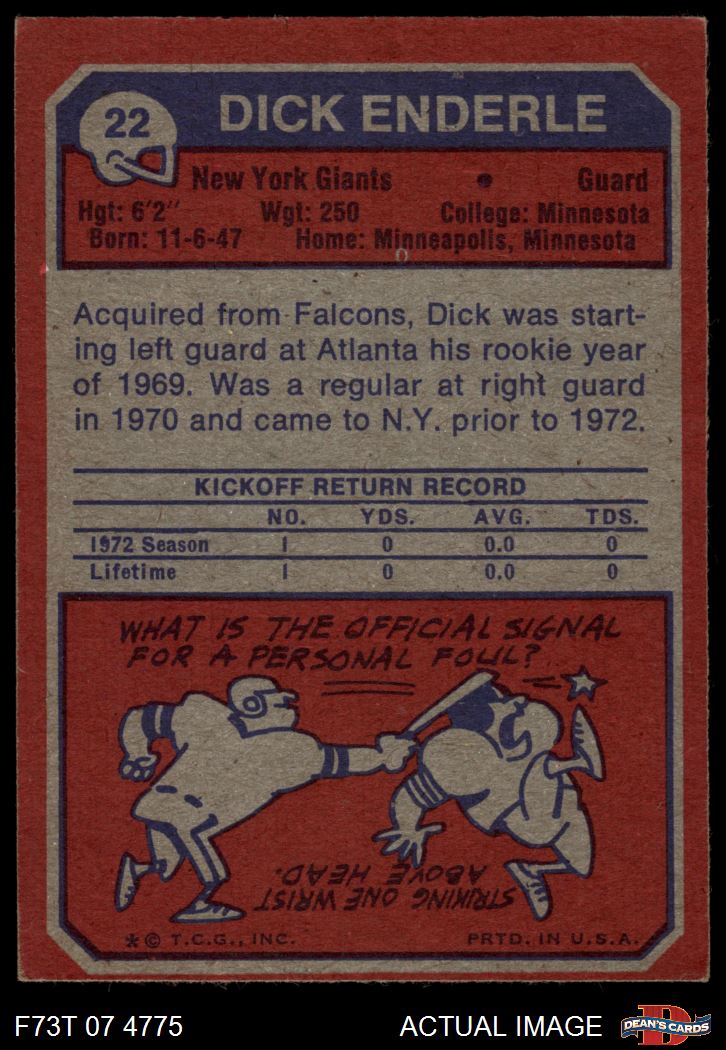 22
DICK ENDERLE
New York Giants • Guard
Hgt: 6'2" Wgt: 250 College: Minnesota
Born: 11-6-47 Home: Minneapolis, Minnesota
Acquired from Falcons, Dick was start-
ing left guard at Atlanta his rookie year
of 1969. Was a regular at right guard
in 1970 and came to N.Y. prior to 1972.
KICKOFF RETURN RECORD
NO. YDS. AVG. TDS.
1972 Season 1 0 0.0 0
Lifetime 1 0 0.0 0
WHAT IS THE OFFICIAL SIGNAL
FOR A PERSONAL FOUL?
STRIKING ONE WRIST
ABOVE HEAD.
* © T.C.G., INC. PRTD. IN U.S.A.
F73T 07 4775 ACTUAL IMAGE
D
DEAN'S CARDS